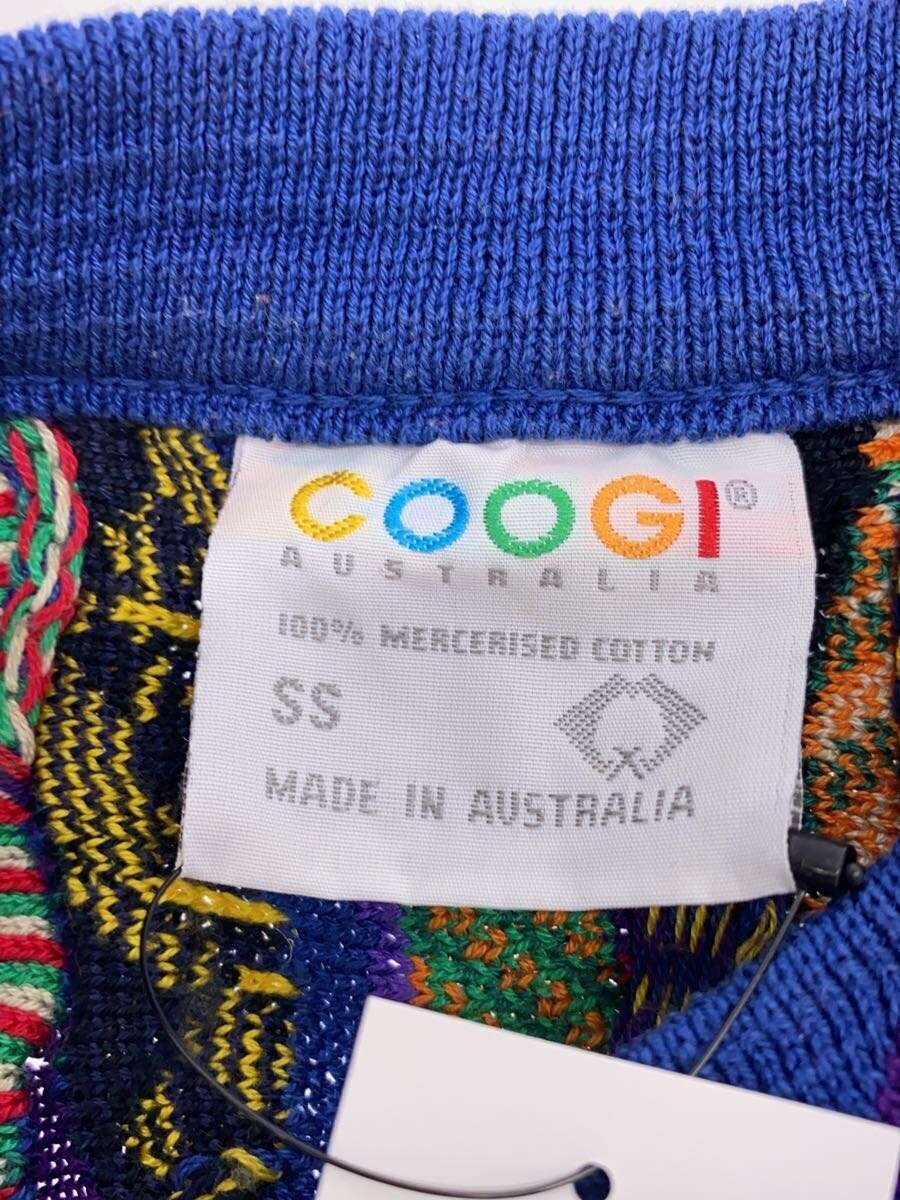 COOGI®
AUSTRALIA
100% MERCERISED COTTON
SS
MADE IN AUSTRALIA